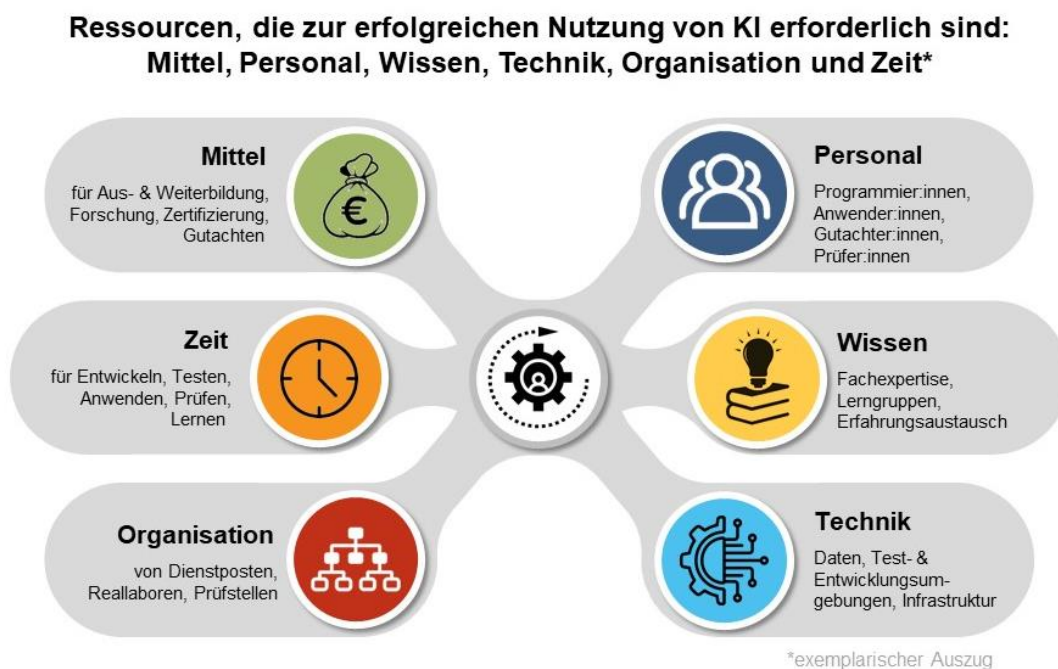 Ressourcen, die zur erfolgreichen Nutzung von KI erforderlich sind:
Mittel, Personal, Wissen, Technik, Organisation und Zeit*
Mittel
für Aus- & Weiterbildung,
Forschung, Zertifizierung,
Gutachten
€
Personal
Programmier:innen,
Anwender:innen,
Gutachter:innen,
Prüfer:innen
Zeit
für Entwickeln, Testen,
Anwenden, Prüfen,
Lernen
Wissen
Fachexpertise,
Lerngruppen,
Erfahrungsaustausch
Organisation
von Dienstposten,
Reallaboren, Prüfstellen
Technik
Daten, Test- &
Entwicklungsum-
gebungen, Infrastruktur
*exemplarischer Auszug